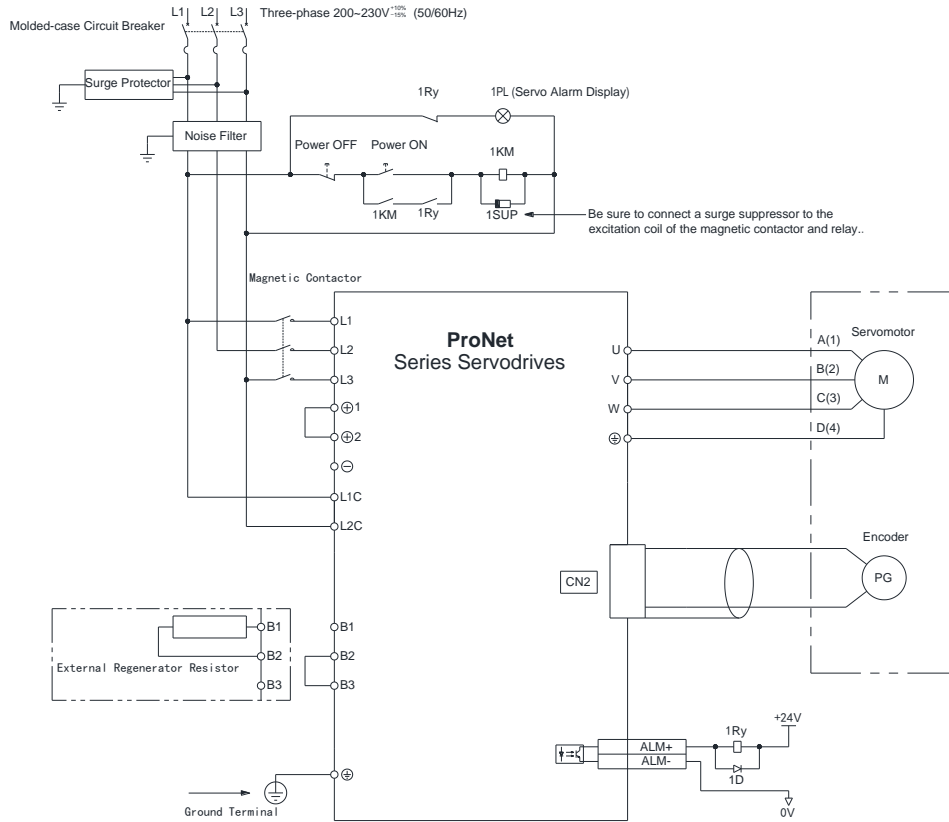 L1 L2 L3 Three-phase 200~230V +10% -15% (50/60Hz)
Molded-case Circuit Breaker
Surge Protector
1Ry 1PL (Servo Alarm Display)
Noise Filter
Power OFF Power ON 1KM
1KM 1Ry 1SUP
Be sure to connect a surge suppressor to the
excitation coil of the magnetic contactor and relay..
Magnetic Contactor
ProNet
Series Servodrives
L1
L2
L3
1
2
L1C
L2C
B1
B2
B3
U
V
W
A(1)
B(2)
C(3)
D(4)
Servomotor
M
Encoder
PG
CN2
B1
B2
External Regenerator Resistor
B3
ALM+
ALM-
1Ry
+24V
1D
0V
Ground Terminal